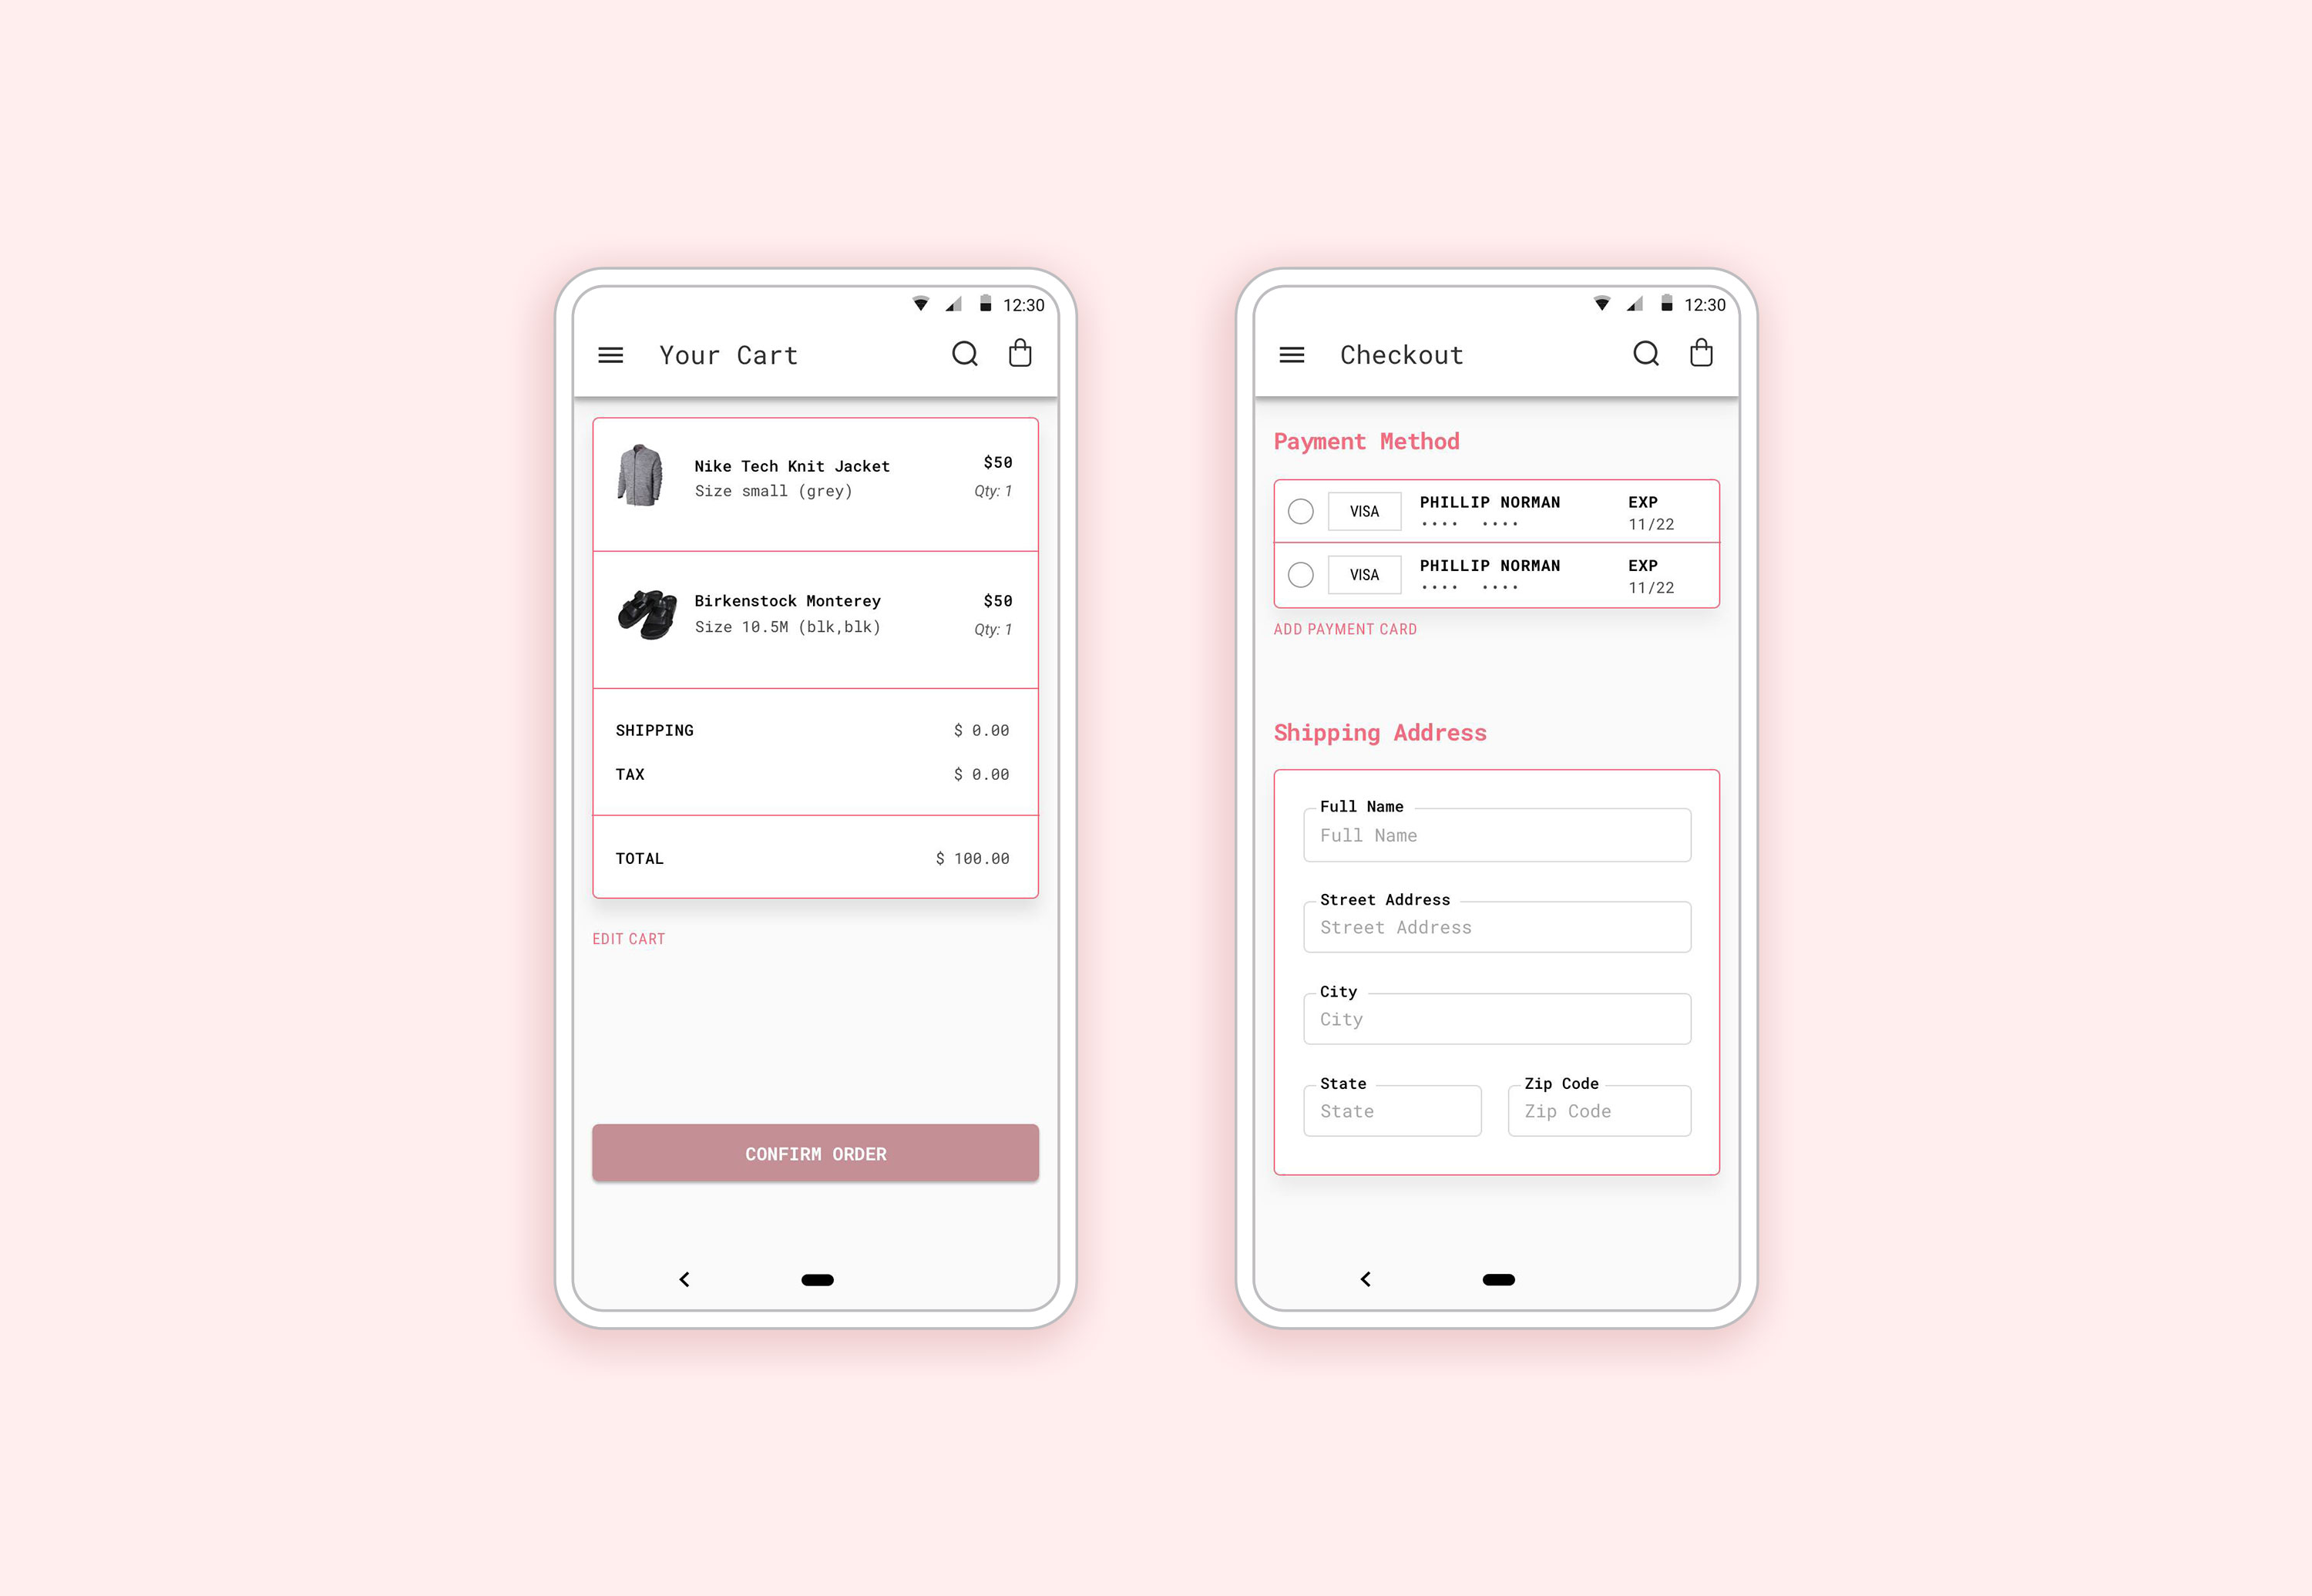 12:30
Your Cart
Nike Tech Knit Jacket
$50
Size small (grey)
Qty: 1
Birkenstock Monterey
$50
Size 10.5M (blk,blk)
Qty: 1
SHIPPING
$ 0.00
TAX
$ 0.00
TOTAL
$ 100.00
EDIT CART
CONFIRM ORDER
12:30
Checkout
Payment Method
VISA
PHILLIP NORMAN
EXP
•••• ••••
11/22
VISA
PHILLIP NORMAN
EXP
•••• ••••
11/22
ADD PAYMENT CARD
Shipping Address
Full Name
Full Name
Street Address
Street Address
City
City
State
State
Zip Code
Zip Code